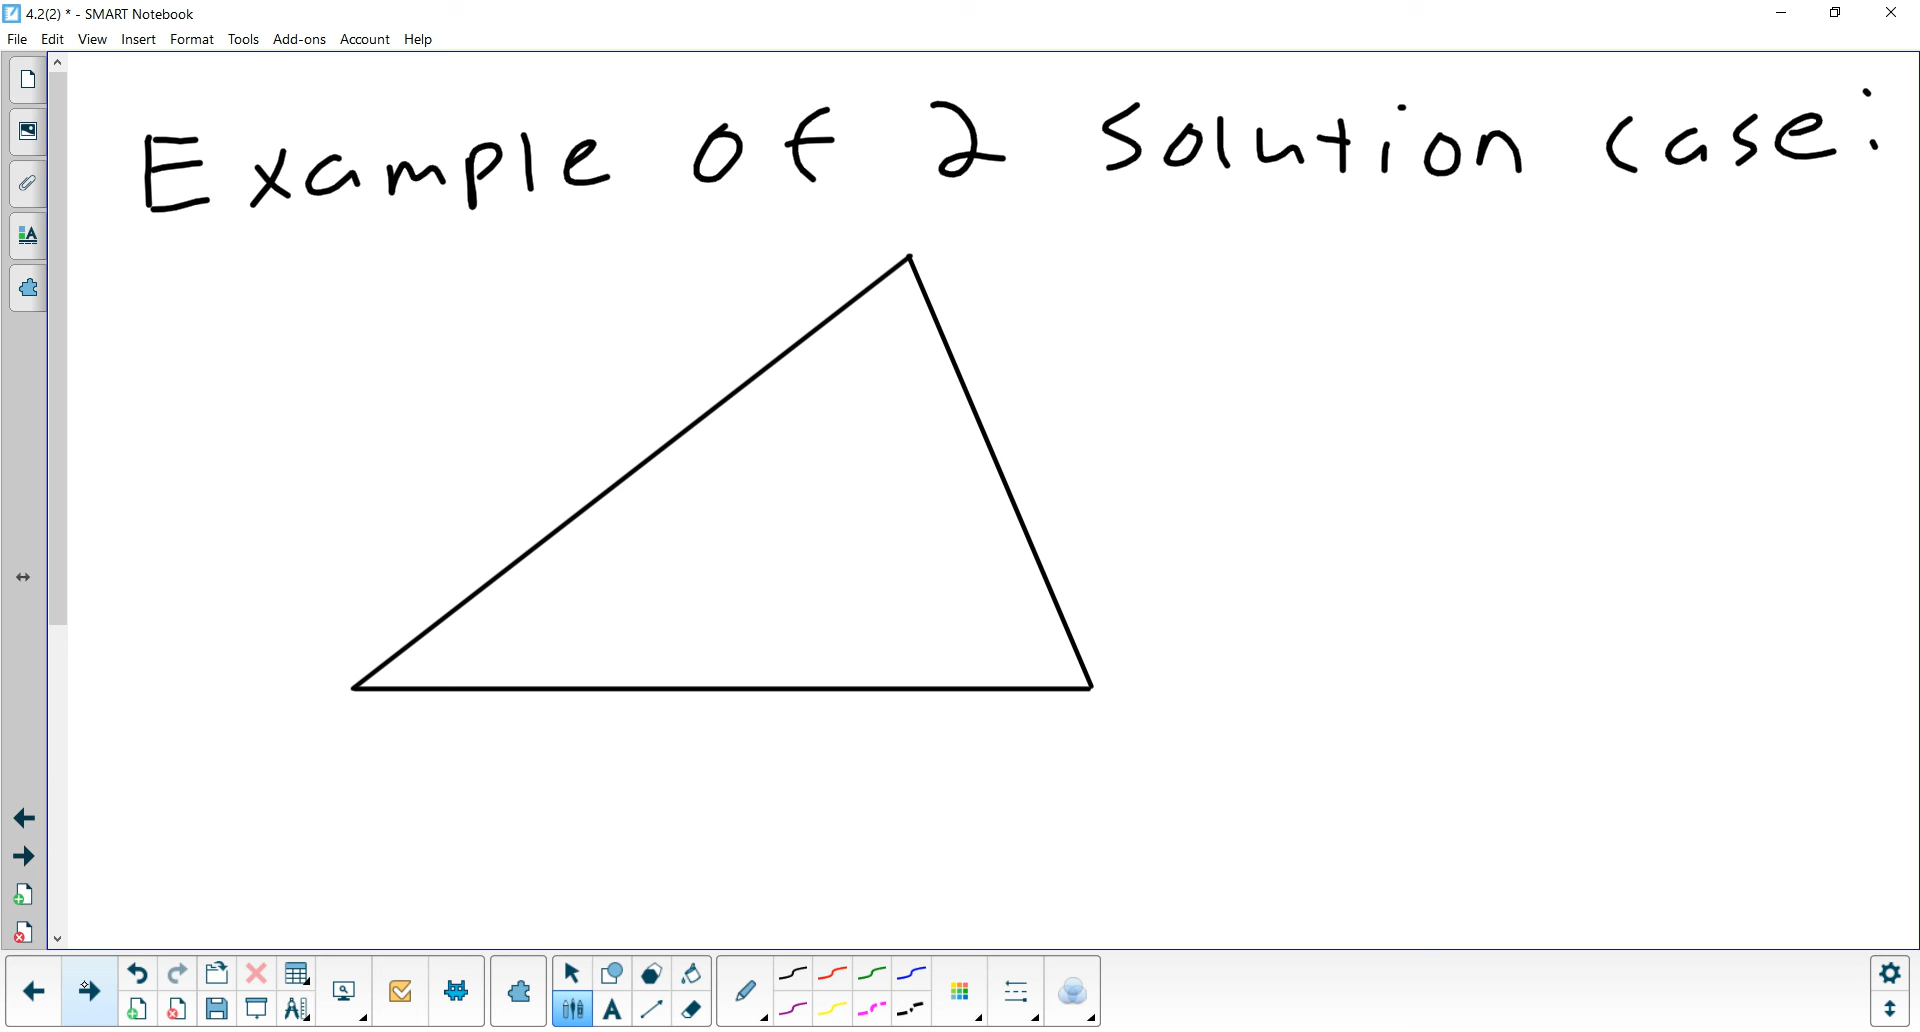 4.2(2) * - SMART Notebook
File Edit View Insert Format Tools Add-ons Account Help
Example of 2 solution case: